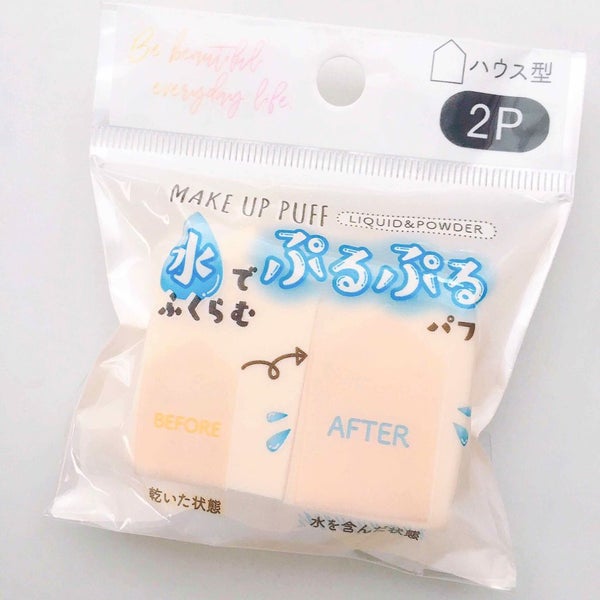 Be beautiful
everyday life.
ハウス型
2P
MAKE UP PUFF
LIQUID&POWDER
水で
ふくらむ
ぷるぷる
パフ
BEFORE
AFTER
乾いた状態
水を含んだ状態